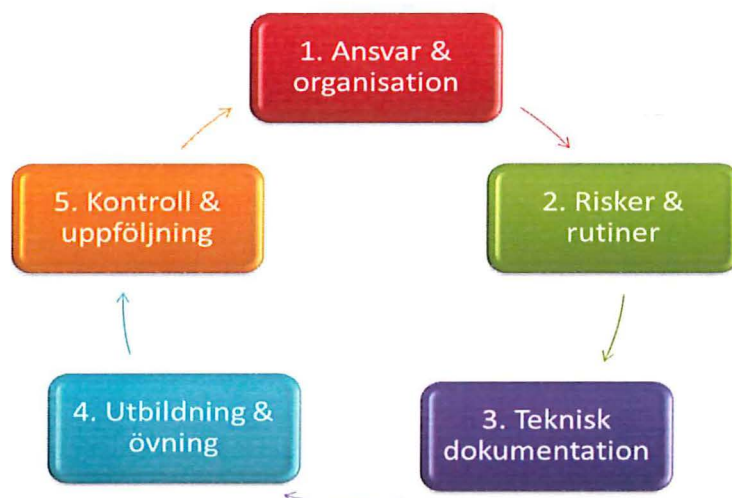 1. Ansvar &
organisation
2. Risker &
rutiner
3. Teknisk
dokumentation
4. Utbildning &
övning
5. Kontroll &
uppföljning